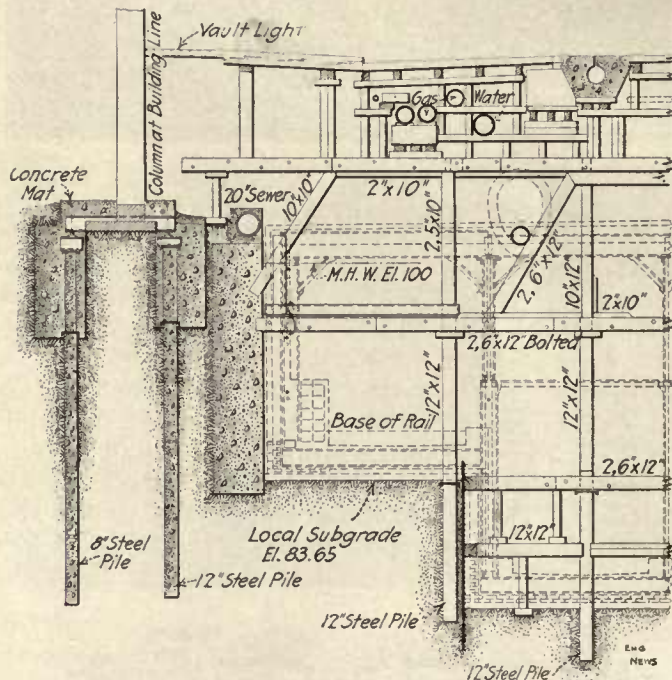 Vault Light
Column at Building Line
Gas
Water
Concrete
Mat
20" Sewer
10"x10"
2"x10"
2,5"x10"
M.H.W. El. 100
2,6"x12"
10"x12"
2"x10"
2,6"x12" Bolted
12"x12"
12"x12"
Base of Rail
2,6"x12"
Local Subgrade
El. 83.65
12"x12"
8" Steel
Pile
12" Steel Pile
12" Steel Pile
12" Steel Pile
ENG
NEWS